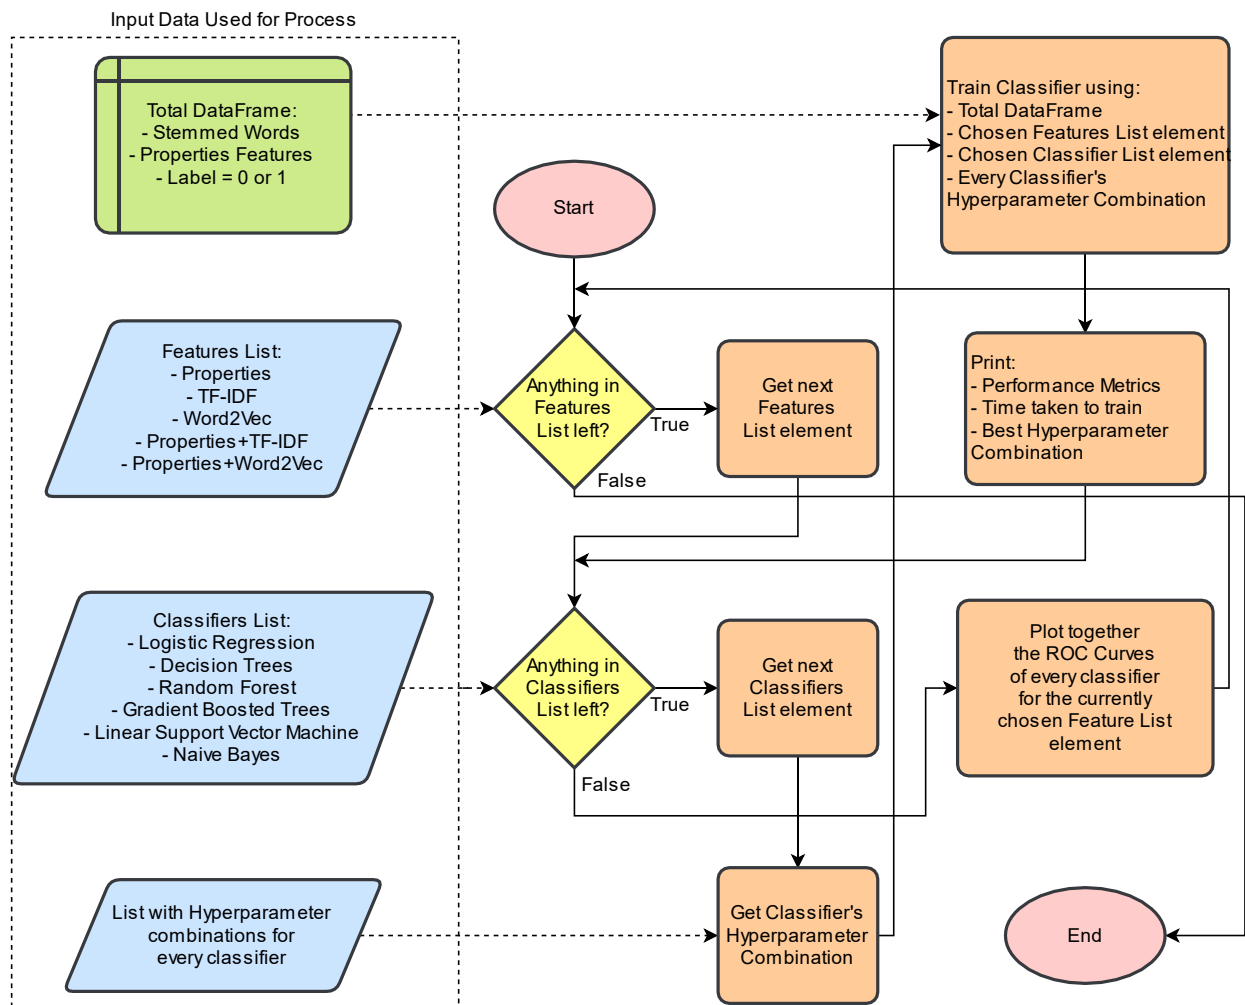 Input Data Used for Process
Total DataFrame:
- Stemmed Words
- Properties Features
- Label = 0 or 1
Train Classifier using:
- Total DataFrame
- Chosen Features List element
- Chosen Classifier List element
- Every Classifier's
Hyperparameter Combination
Start
Features List:
- Properties
- TF-IDF
- Word2Vec
- Properties+TF-IDF
- Properties+Word2Vec
Anything in
Features
List left?
True
False
Get next
Features
List element
Print:
- Performance Metrics
- Time taken to train
- Best Hyperparameter
Combination
Classifiers List:
- Logistic Regression
- Decision Trees
- Random Forest
- Gradient Boosted Trees
- Linear Support Vector Machine
- Naive Bayes
Anything in
Classifiers
List left?
True
False
Get next
Classifiers
List element
Plot together
the ROC Curves
of every classifier
for the currently
chosen Feature List
element
List with Hyperparameter
combinations for
every classifier
Get Classifier's
Hyperparameter
Combination
End